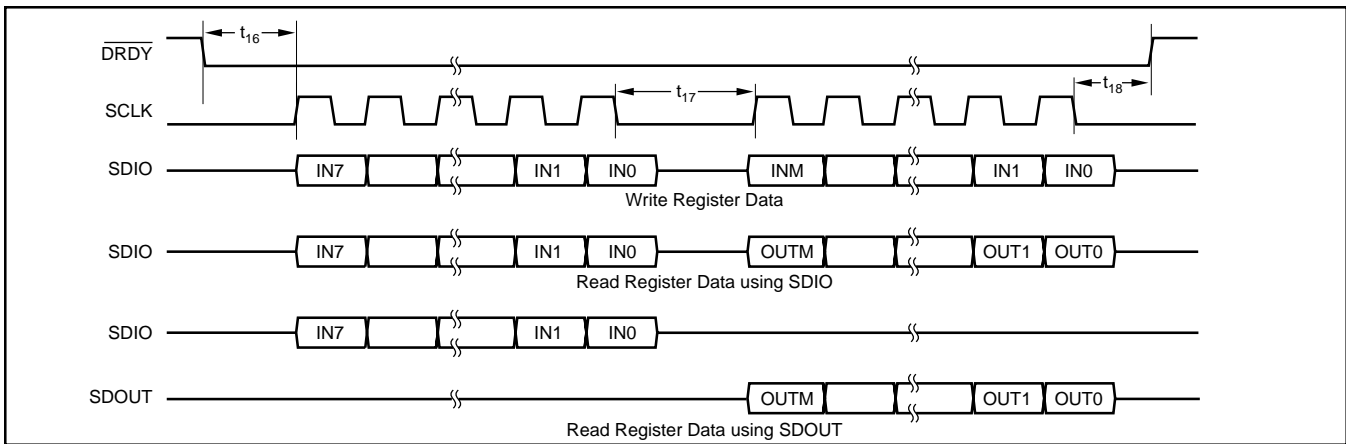 DRDY t16
SCLK t17 t18
SDIO IN7 IN1 IN0 INM IN1 IN0
Write Register Data
SDIO IN7 IN1 IN0 OUTM OUT1 OUT0
Read Register Data using SDIO
SDIO IN7 IN1 IN0
SDOUT OUTM OUT1 OUT0
Read Register Data using SDOUT